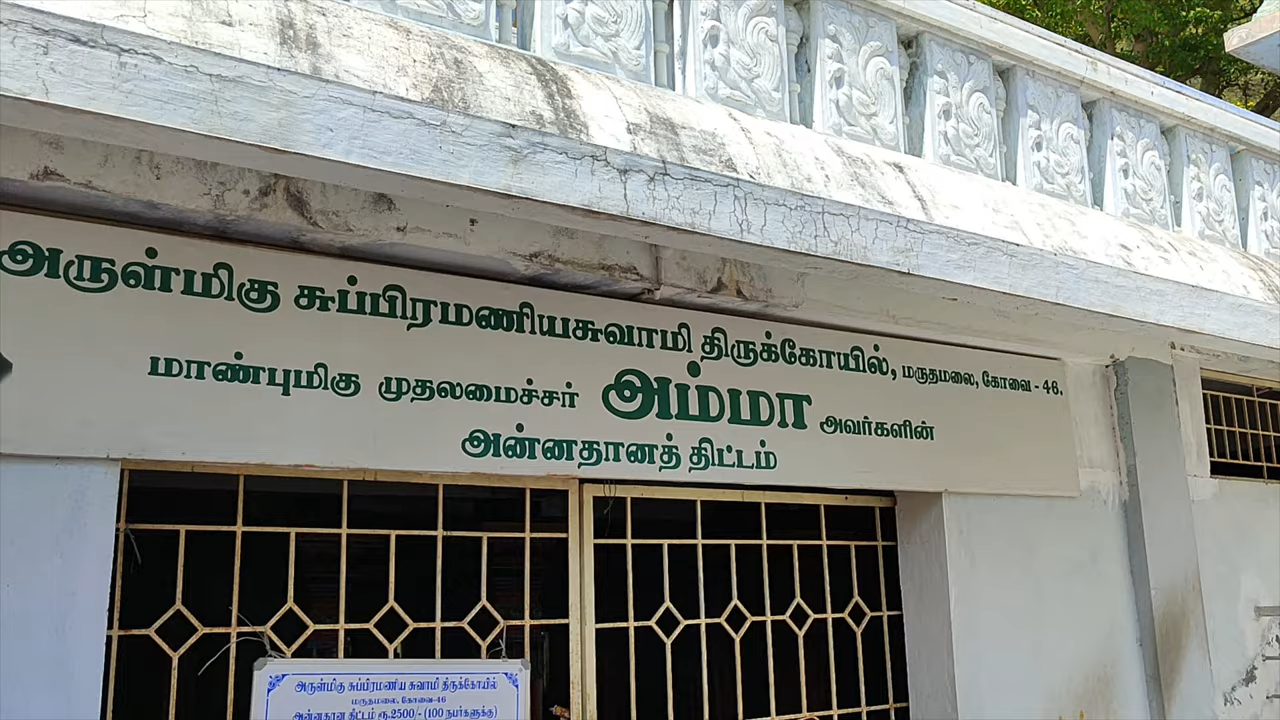 அருள்மிகு சுப்பிரமணியசுவாமி திருக்கோயில், மருதமலை, கோவை - 46.
மாண்புமிகு முதலமைச்சர் அம்மா அவர்களின்
அன்னதானத் திட்டம்
அருள்மிகு சுப்பிரமணிய சுவாமி திருக்கோயில்
மருதமலை, கோவை-46
அன்னதான திட்டம் ரூ.2500/- (100 நபர்களுக்கு)